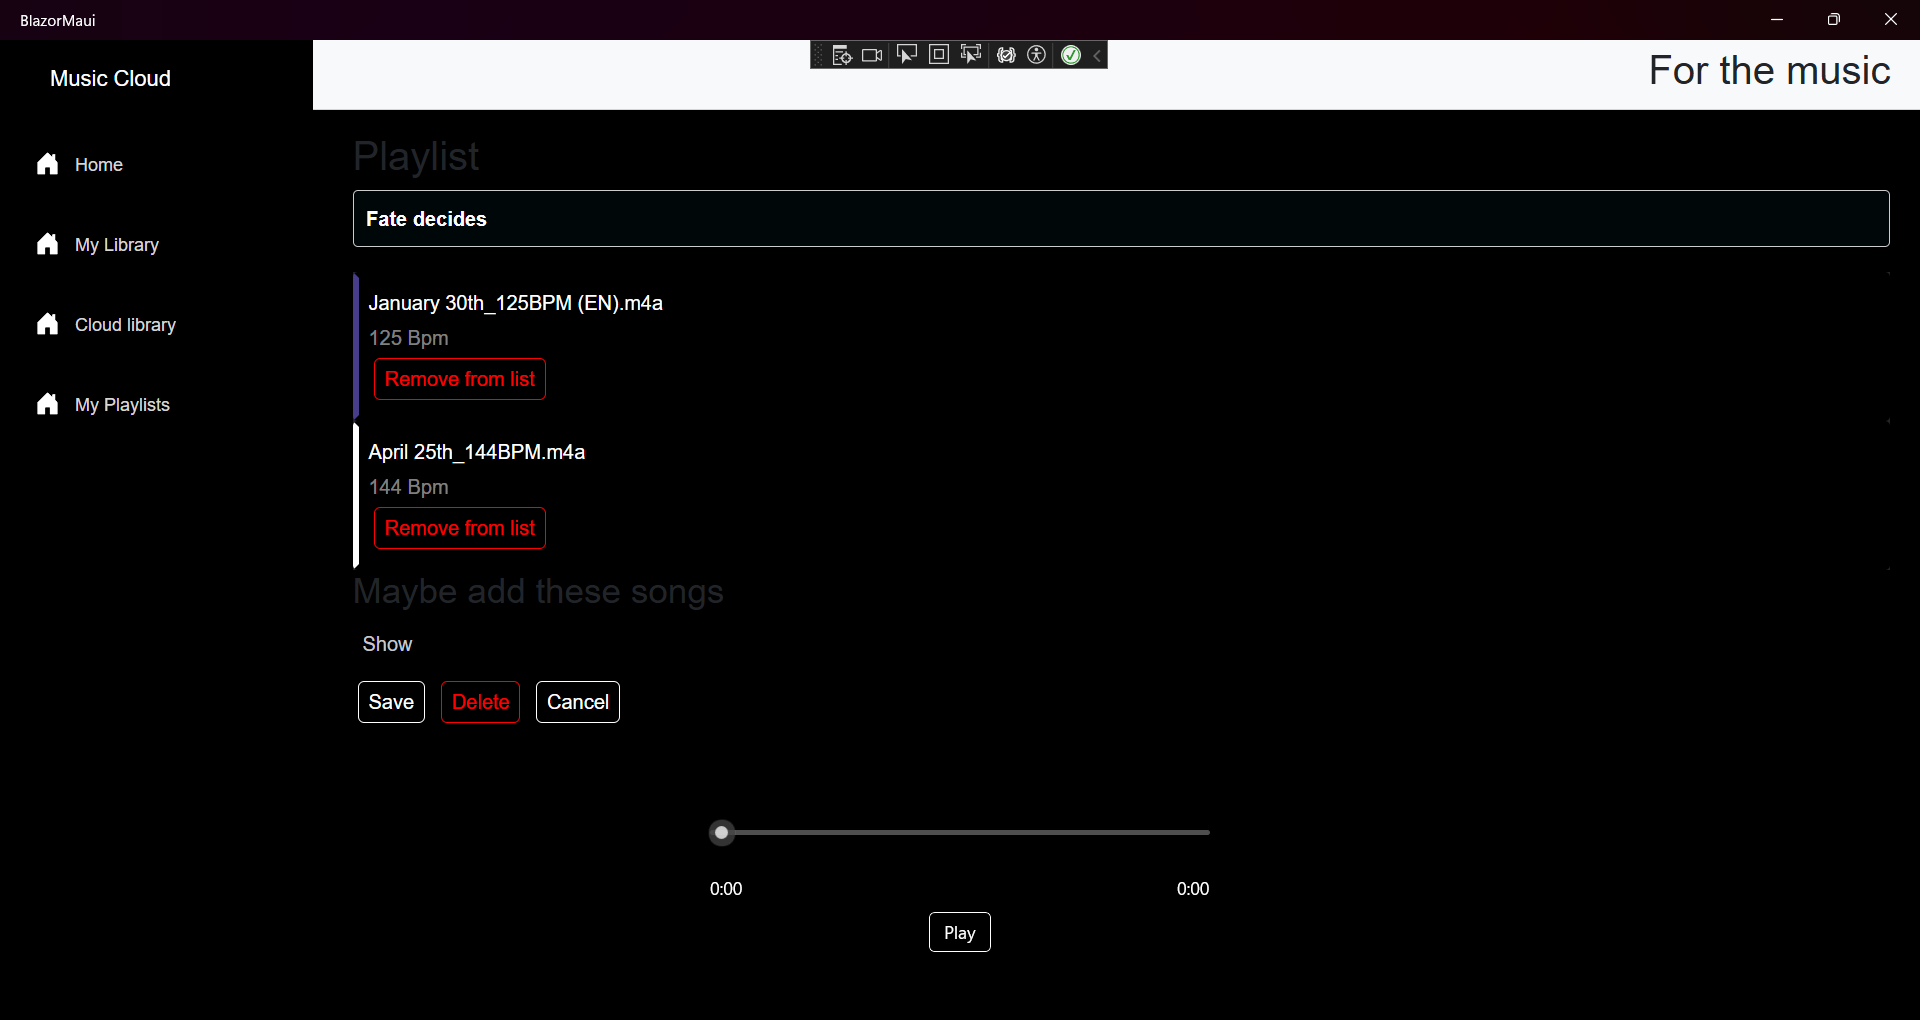 BlazorMaui
Music Cloud
For the music
Home
My Library
Cloud library
My Playlists
Playlist
Fate decides
January 30th_125BPM (EN).m4a
125 Bpm
Remove from list
April 25th_144BPM.m4a
144 Bpm
Remove from list
Maybe add these songs
Show
Save Delete Cancel
0:00 0:00
Play